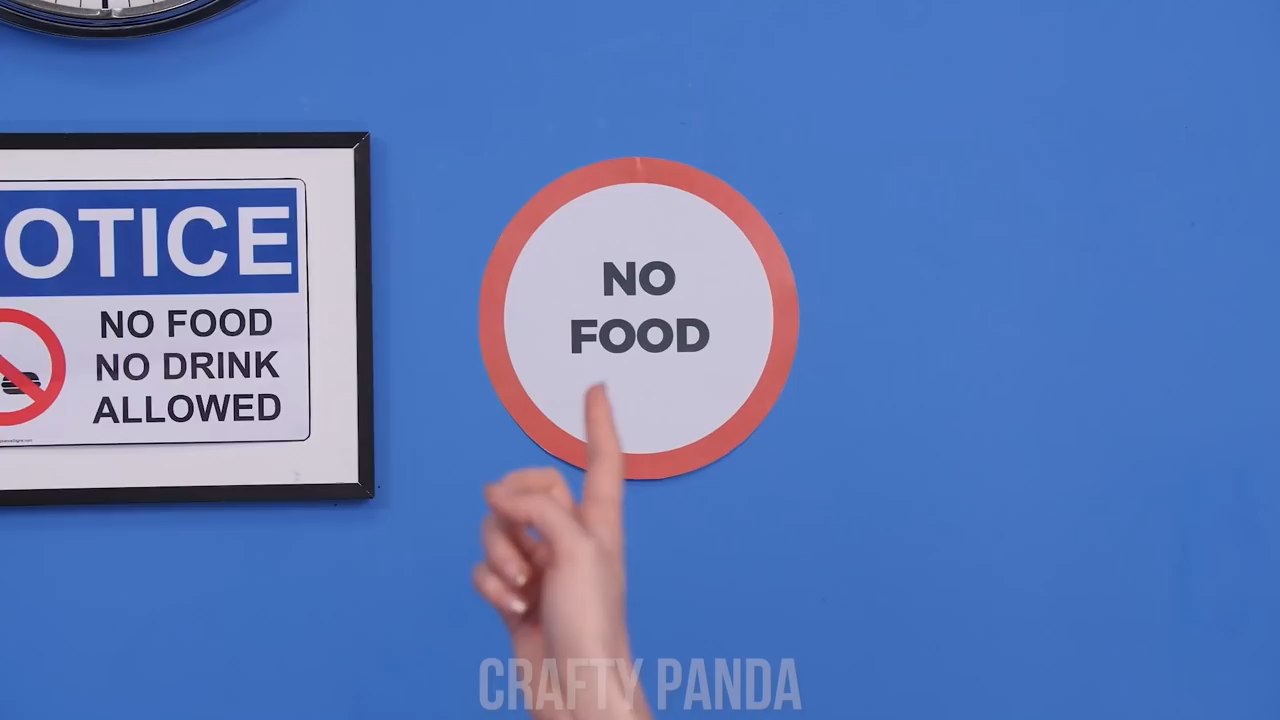 OTICE
NO FOOD
NO DRINK
ALLOWED
NO
FOOD
CRAFTY PANDA